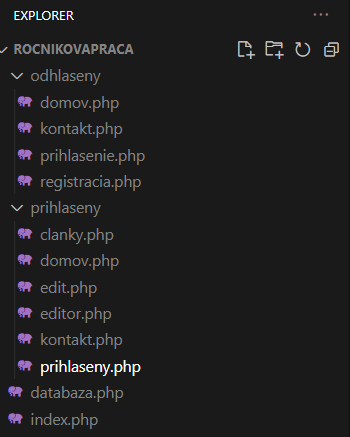 EXPLORER
ROCNIKOVAPRACA
odhlaseny
domov.php
kontakt.php
prihlasenie.php
registracia.php
prihlaseny
clanky.php
domov.php
edit.php
editor.php
kontakt.php
prihlaseny.php
databaza.php
index.php